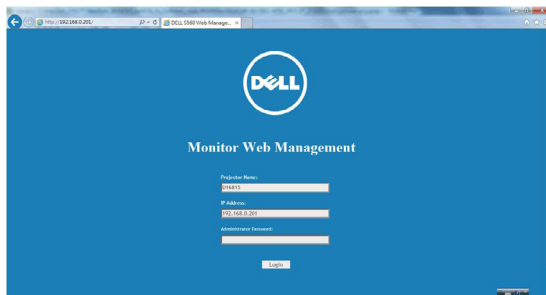 http://192.168.0.201/
DELL S560 Web Manage...
DELL
Monitor Web Management
Projector Name:
IP Address:
192.168.0.201
Administrator Password:
Login